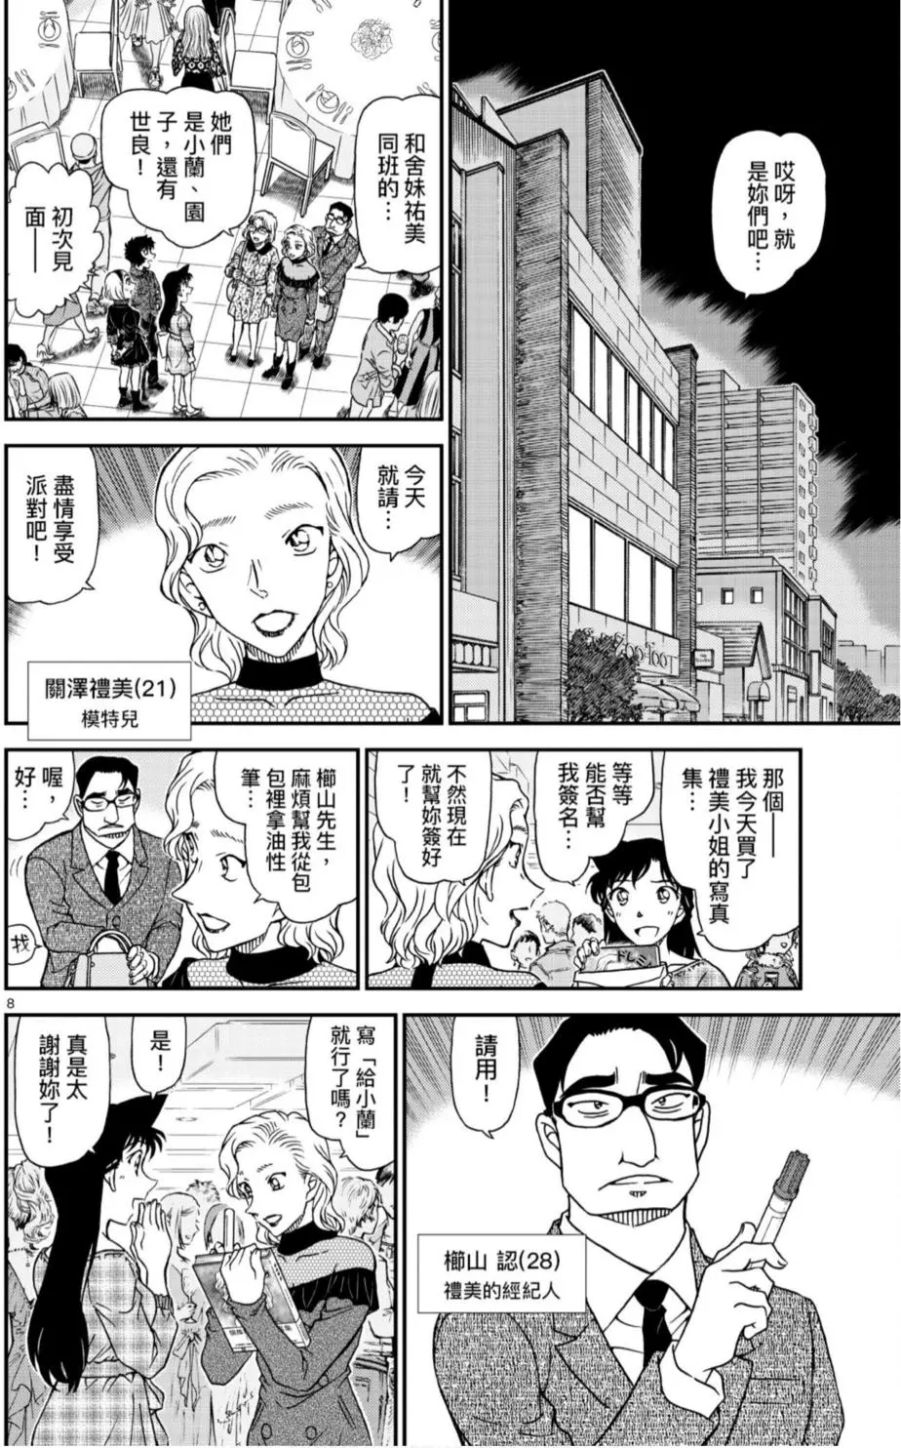 哎呀，就
是妳們吧…
和舍妹祐美
同班的…
她們
是小蘭、園
子，還有
世良！
初次見
面——
今天
就請…
盡情享受
派對吧！
關澤禮美(21)
模特兒
那個——
我今天買了
禮美小姐的寫真
集…
等等
能否幫
我簽名…
不然現在
就幫妳簽好
了！
櫛山先生，
麻煩幫我從包
包裡拿油性
筆…
喔，
好…
找
8
請用！
櫛山 認(28)
禮美的經紀人
寫「給小蘭」
就行了嗎？
是！
真是太
謝謝妳了！